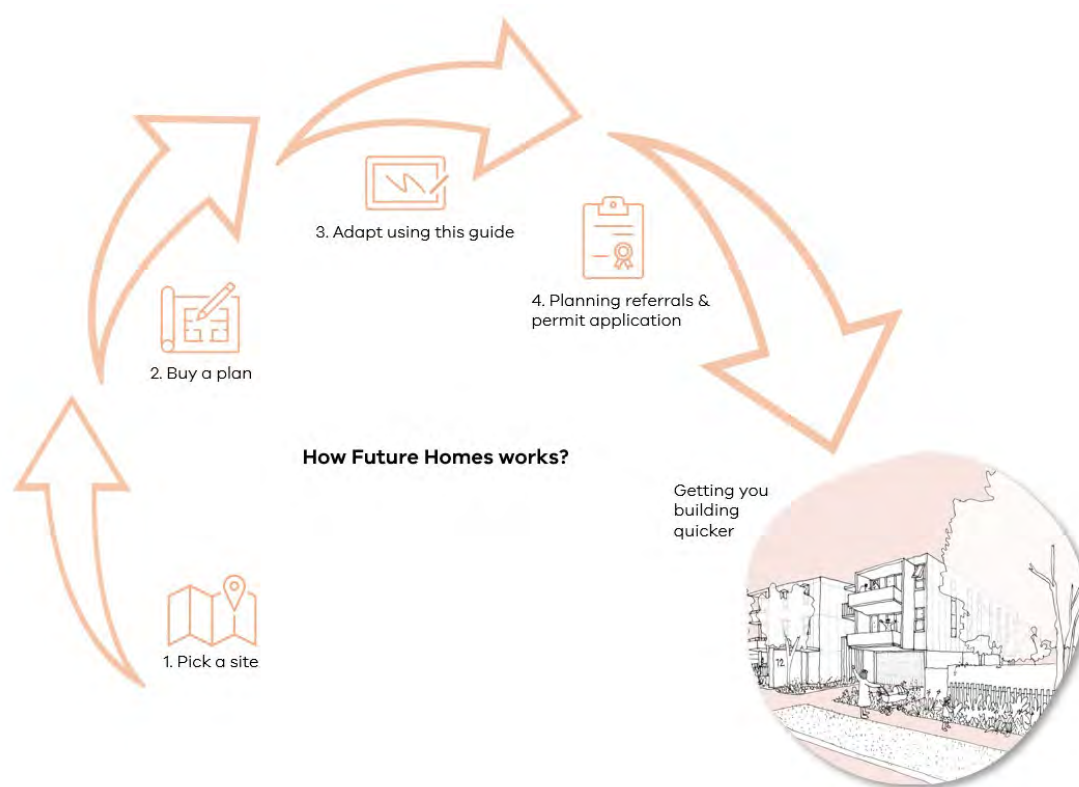 3. Adapt using this guide
4. Planning referrals &
permit application
2. Buy a plan
How Future Homes works?
Getting you
building
quicker
1. Pick a site
12